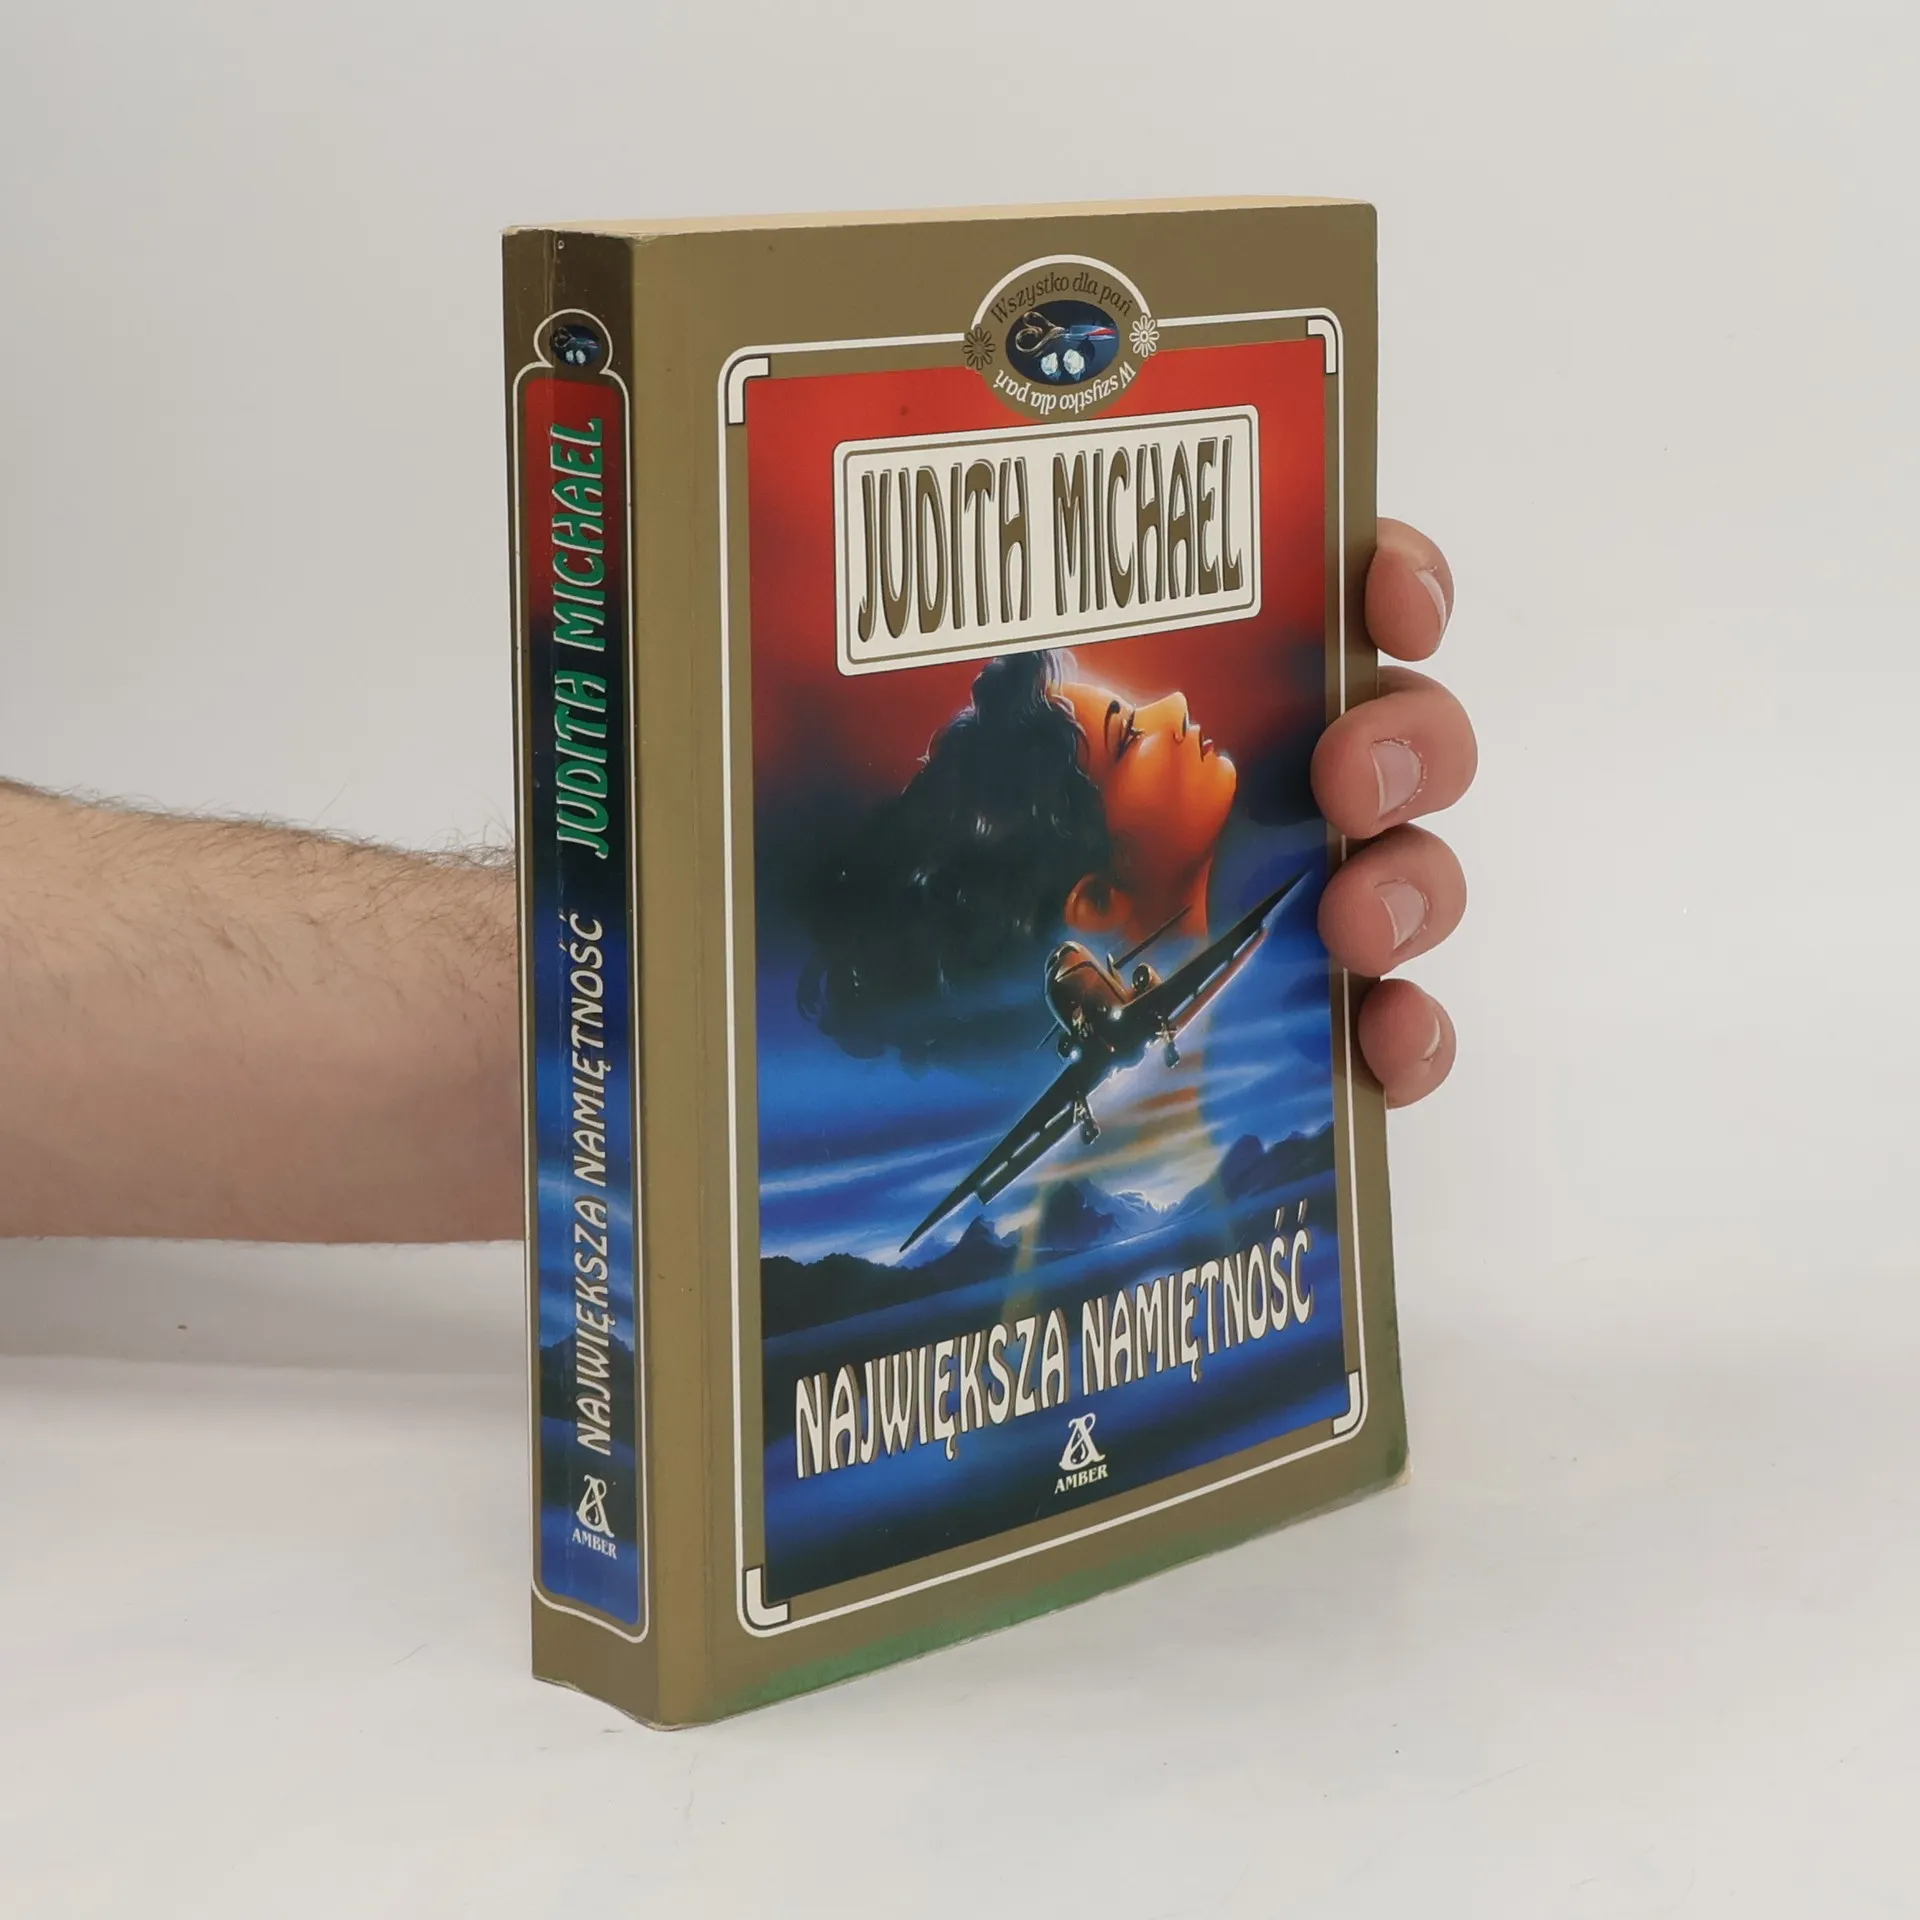 JUDITH MICHAEL
NAJWIĘKSZA NAMIĘTNOŚĆ
AMBER
Wszystko dla pań
Wszystko dla pań
JUDITH MICHAEL
NAJWIĘKSZA NAMIĘTNOŚĆ
AMBER